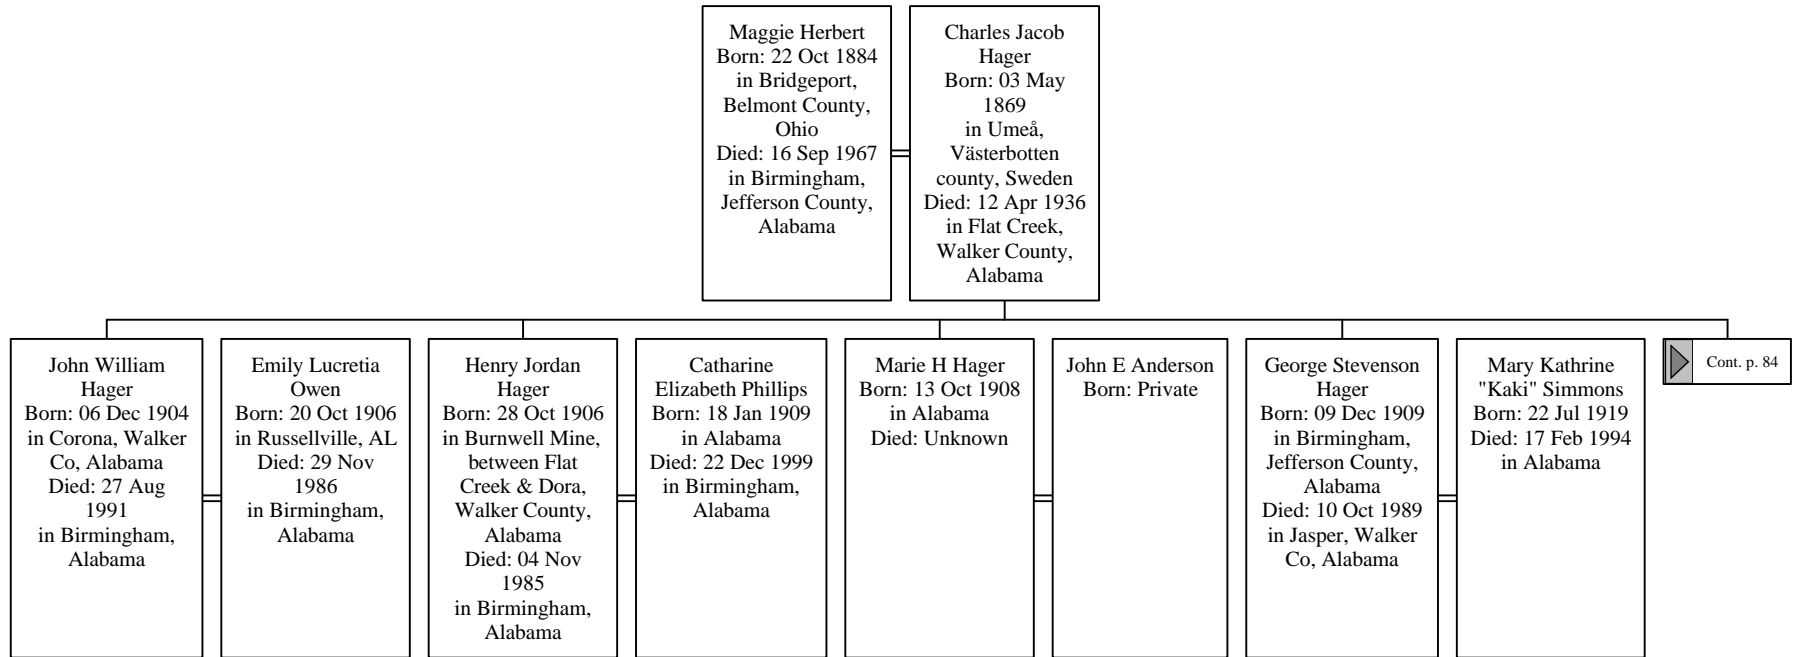 Maggie Herbert
Born: 22 Oct 1884
in Bridgeport,
Belmont County,
Ohio
Died: 16 Sep 1967
in Birmingham,
Jefferson County,
Alabama
Charles Jacob
Hager
Born: 03 May
1869
in Umeå,
Västerbotten
county, Sweden
Died: 12 Apr 1936
in Flat Creek,
Walker County,
Alabama
John William
Hager
Born: 06 Dec 1904
in Corona, Walker
Co, Alabama
Died: 27 Aug
1991
in Birmingham,
Alabama
Emily Lucretia
Owen
Born: 20 Oct 1906
in Russellville, AL
Died: 29 Nov
1986
in Birmingham,
Alabama
Henry Jordan
Hager
Born: 28 Oct 1906
in Burnwell Mine,
between Flat
Creek & Dora,
Walker County,
Alabama
Died: 04 Nov
1985
in Birmingham,
Alabama
Catharine
Elizabeth Phillips
Born: 18 Jan 1909
in Alabama
Died: 22 Dec 1999
in Birmingham,
Alabama
Marie H Hager
Born: 13 Oct 1908
in Alabama
Died: Unknown
John E Anderson
Born: Private
George Stevenson
Hager
Born: 09 Dec 1909
in Birmingham,
Jefferson County,
Alabama
Died: 10 Oct 1989
in Jasper, Walker
Co, Alabama
Mary Kathrine
"Kaki" Simmons
Born: 22 Jul 1919
Died: 17 Feb 1994
in Alabama
Cont. p. 84